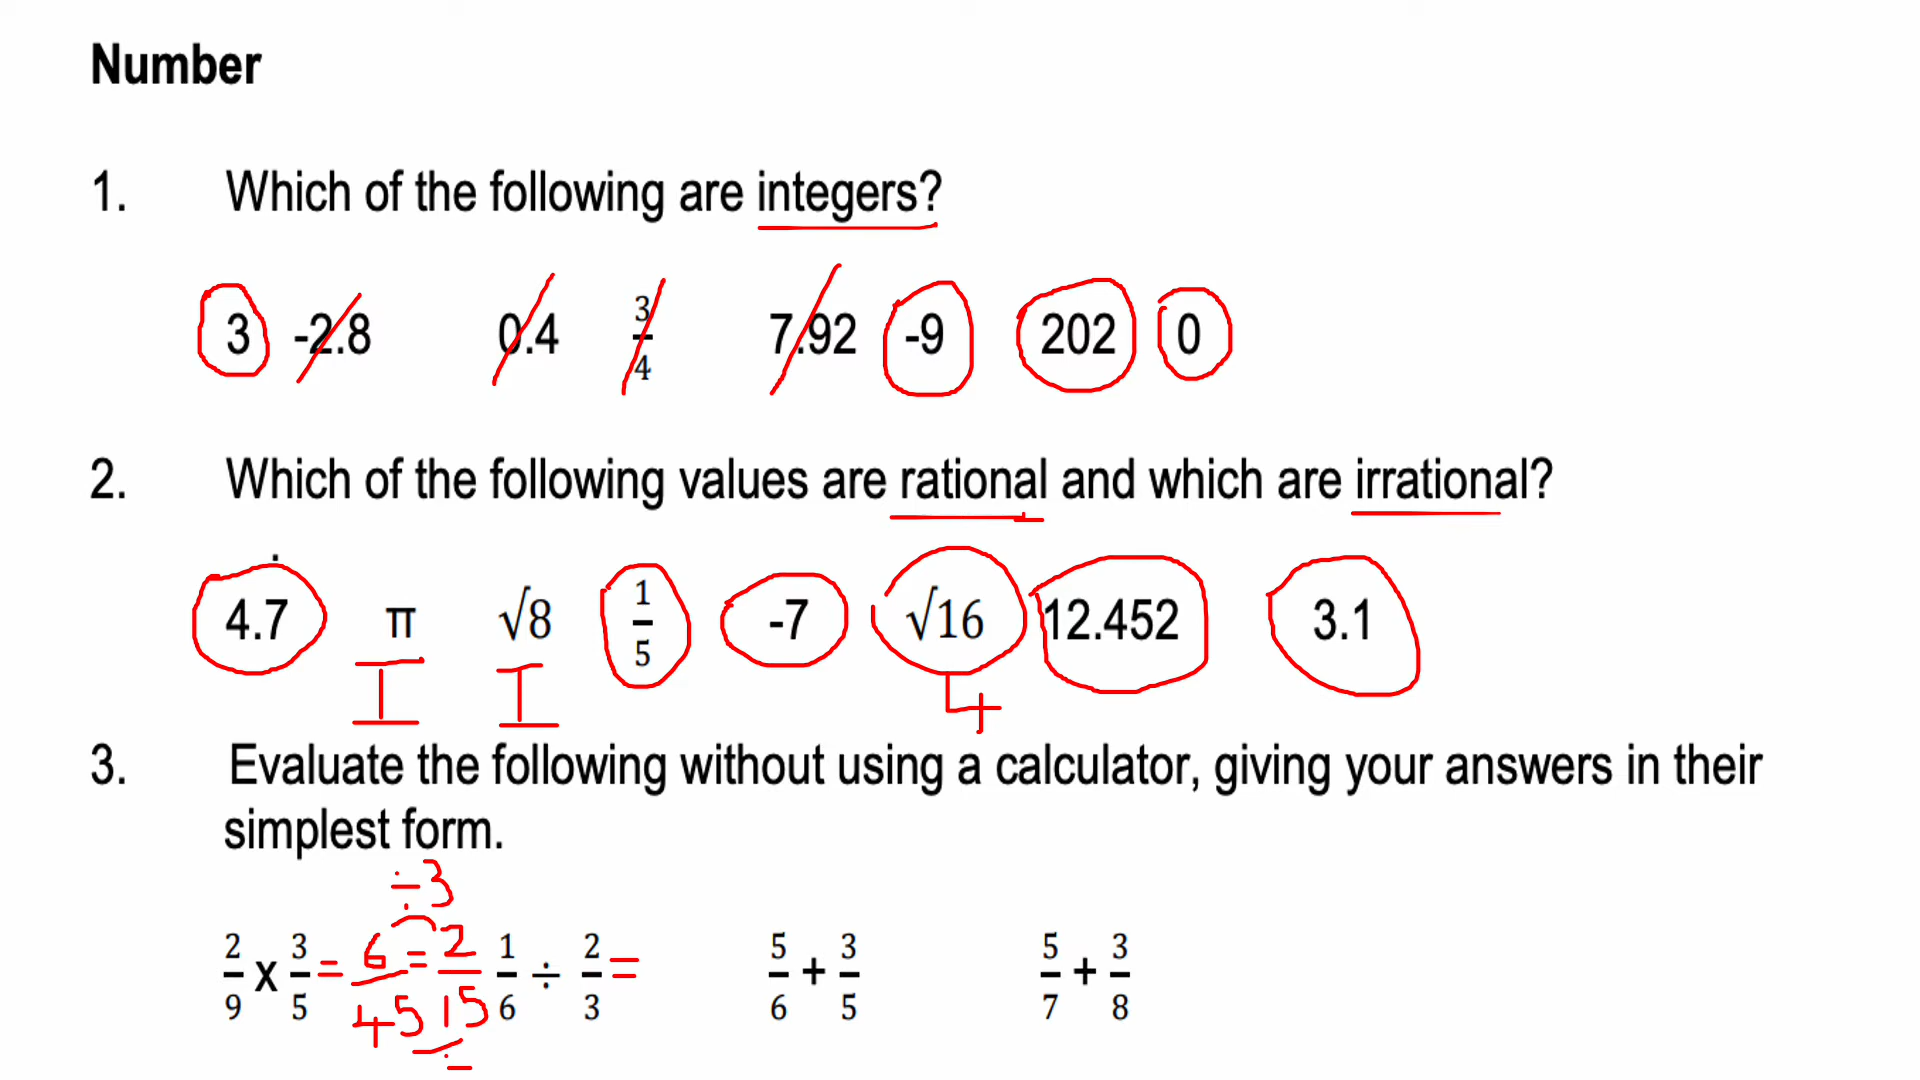 Number
1. Which of the following are integers?
3 -2.8 0.4 3/4 7.92 -9 202 0
2. Which of the following values are rational and which are irrational?
4.7̇ π √8 1/5 -7 √16 12.452 3.1
I I 4
3. Evaluate the following without using a calculator, giving your answers in their
simplest form.
÷3
2/9 x 3/5 = 6/45 = 2/15 1/6 ÷ 2/3 = 5/6 + 3/5 5/7 + 3/8
÷